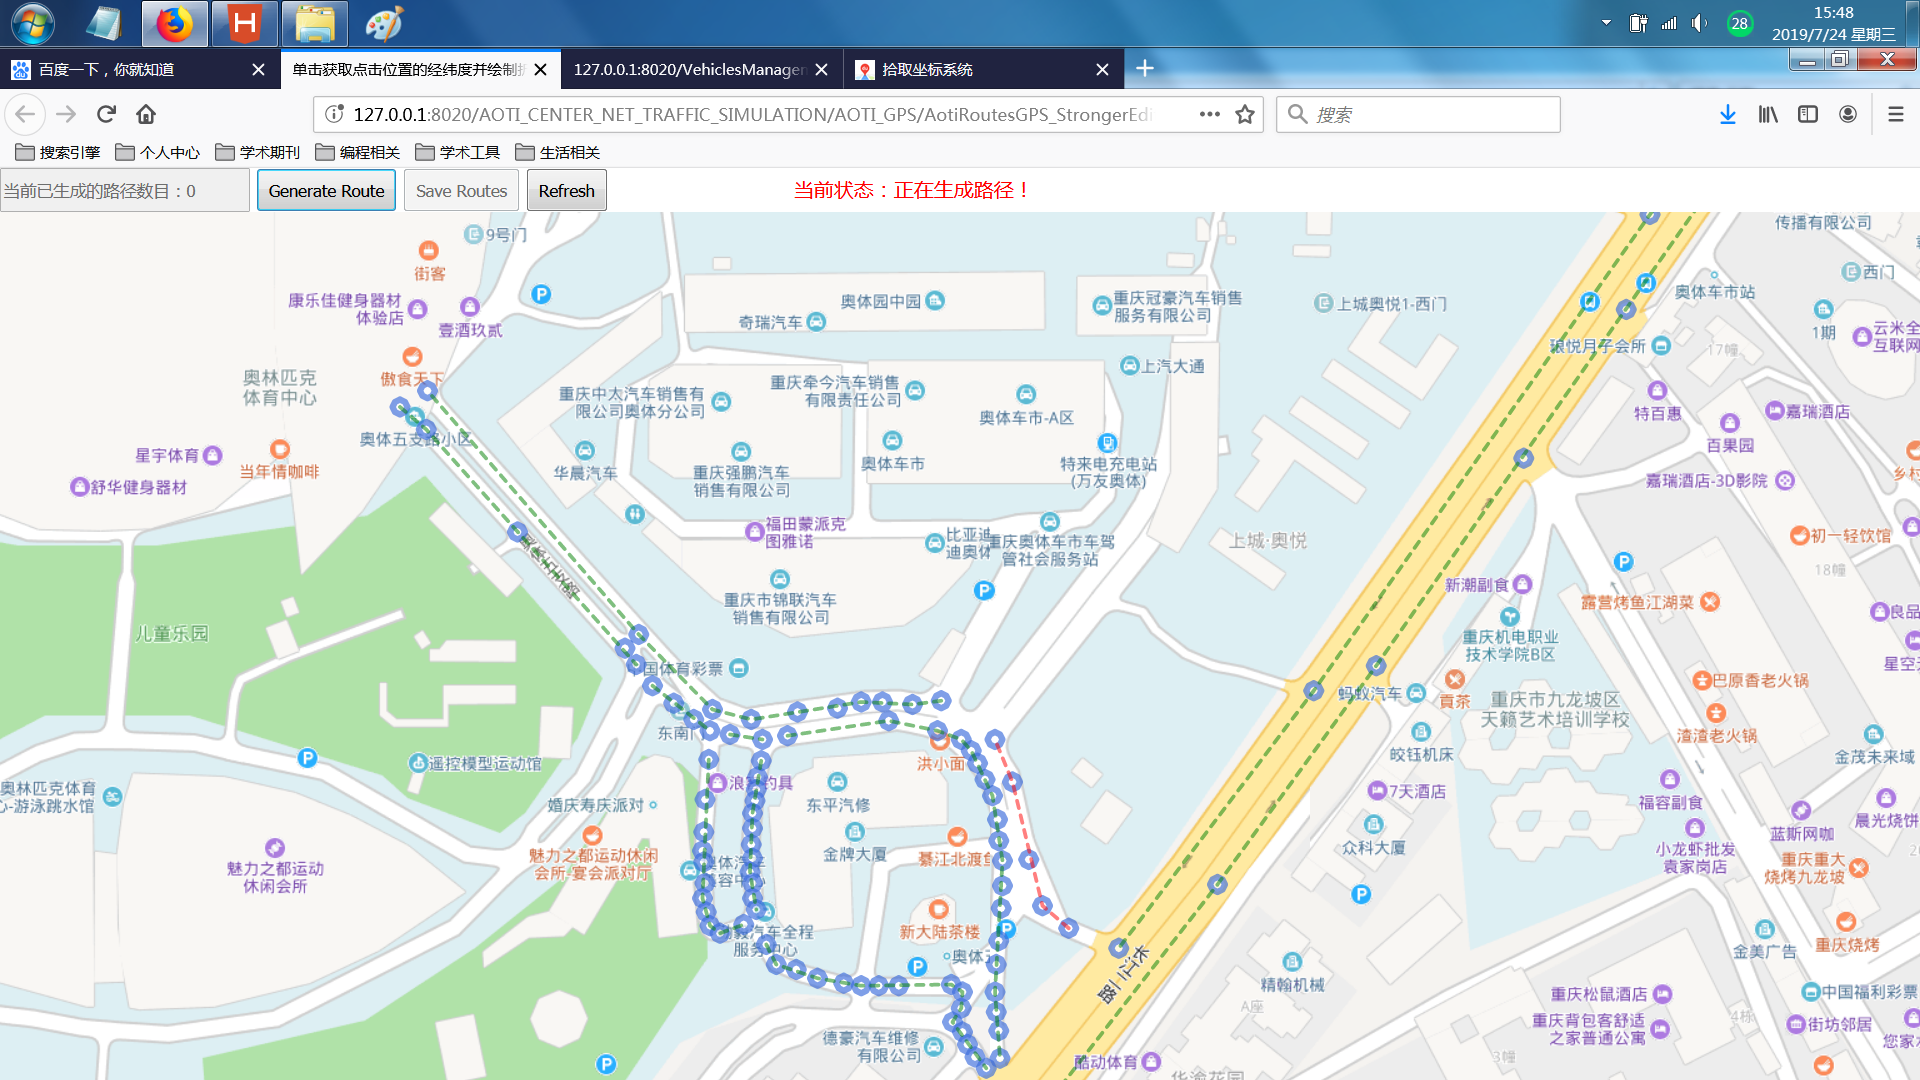 15:48
28
2019/7/24 星期三
百度一下，你就知道
单击获取点击位置的经纬度并绘制折
127.0.0.1:8020/VehiclesManager
拾取坐标系统
127.0.0.1:8020/AOTI_CENTER_NET_TRAFFIC_SIMULATION/AOTI_GPS/AotiRoutesGPS_StrongerEdi
搜索
搜索引擎
个人中心
学术期刊
编程相关
学术工具
生活相关
当前已生成的路径数目：0
Generate Route
Save Routes
Refresh
当前状态：正在生成路径！
9号门
街客
康乐佳健身器材
体验店
壹酒玖贰
傲食天下
奥林匹克
体育中心
奥体五支路小区
星宇体育
当年情咖啡
舒华健身器材
奥体园中园
奇瑞汽车
重庆冠豪汽车销售
服务有限公司
上城奥悦1-西门
上汽大通
重庆中太汽车销售有
限公司奥体分公司
重庆牵今汽车销售
有限责任公司
奥体车市-A区
华晨汽车
重庆强鹏汽车
销售有限公司
奥体车市
特来电充电站
(万友奥体)
福田蒙派克
图雅诺
比亚迪
迪奥体
重庆奥体车市车驾
管社会服务站
上城·奥悦
重庆市锦联汽车
销售有限公司
儿童乐园
国体育彩票
东南门
遥控模型运动馆
奥林匹克体育
心-游泳跳水馆
魅力之都运动
休闲会所
婚庆寿庆派对
魅力之都运动休闲
会所-宴会派对厅
洪小面
东平汽修
金牌大厦
綦江北渡鱼
新大陆茶楼
汽车全程
服务中心
德豪汽车维修
有限公司
长江二路
酷动体育
华渝花园
精翰机械
A座
众科大厦
7天酒店
皎钰机床
蚂蚁汽车
貢茶
重庆市九龙坡区
天籁艺术培训学校
重庆机电职业
技术学院B区
新潮副食
露营烤鱼江湖菜
18幢
初一轻饮馆
良品
星空
巴原香老火锅
渣渣老火锅
金茂未来域
福容副食
小龙虾批发
袁家岗店
蓝斯网咖
晨光烧饼
重庆重大
烧烤九龙坡
重庆烧烤
金美广告
重庆松鼠酒店
重庆背包客舒适
之家普通公寓
中国福利彩票
街坊邻居
您家
4栋
3幢
传播有限公司
西门
奥体车市站
1期
云米全
互联网
琅悦月子会所
17幢
特百惠
嘉瑞酒店
百果园
嘉瑞酒店-3D影院
乡村